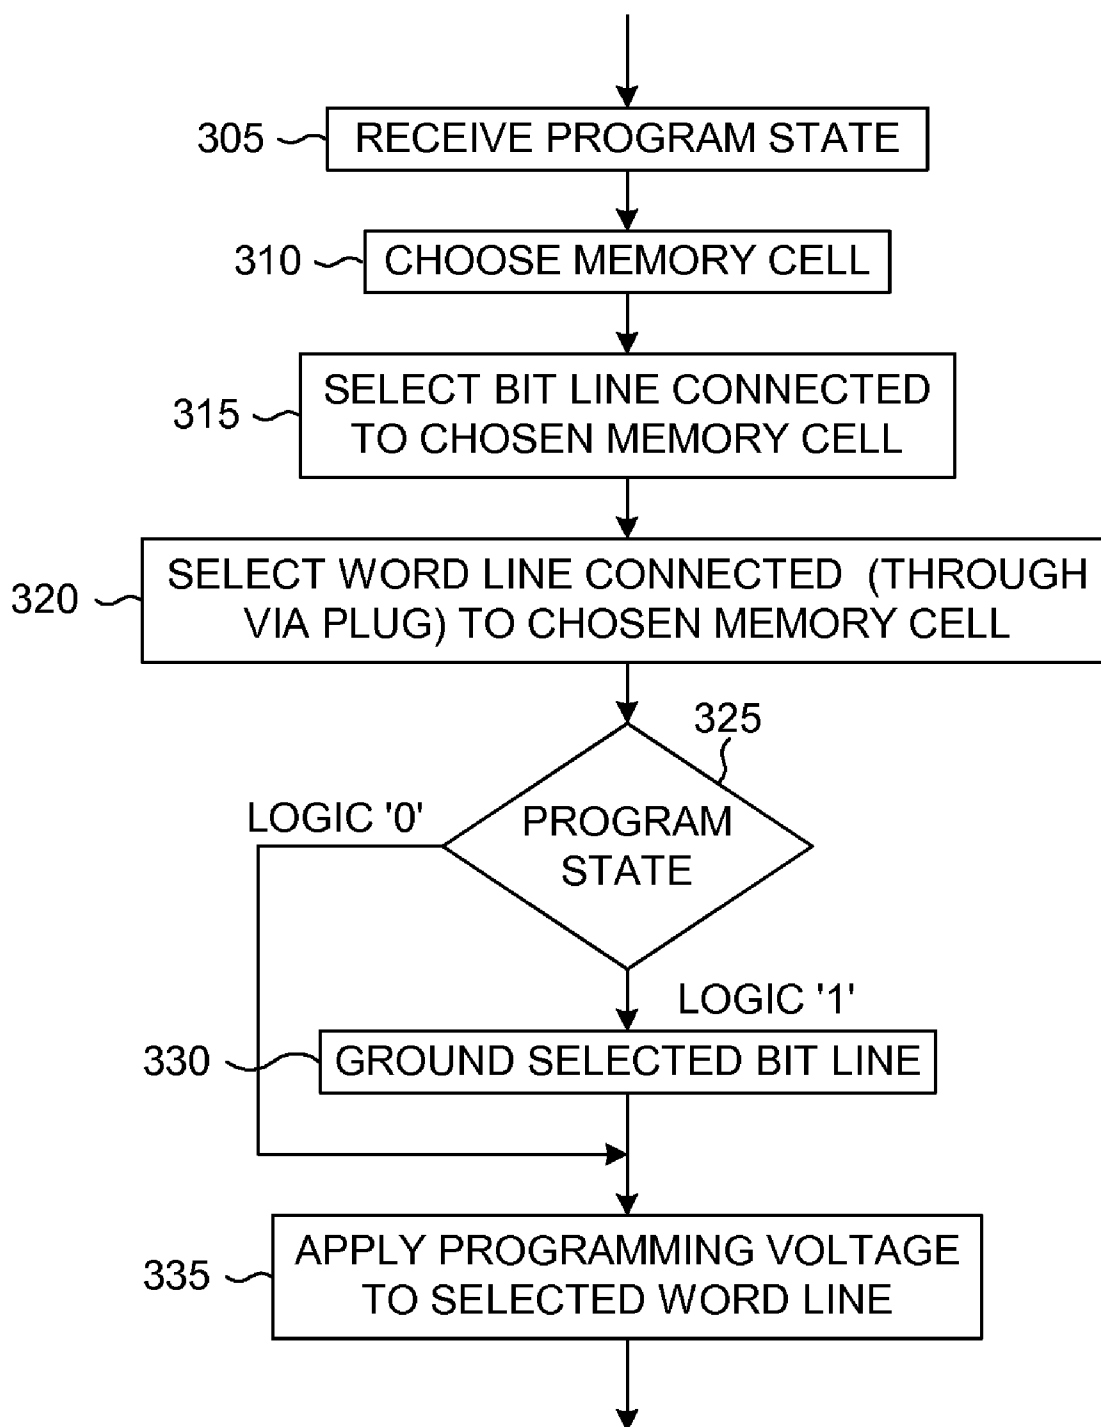 305
RECEIVE PROGRAM STATE
310
CHOOSE MEMORY CELL
315
SELECT BIT LINE CONNECTED
TO CHOSEN MEMORY CELL
320
SELECT WORD LINE CONNECTED (THROUGH
VIA PLUG) TO CHOSEN MEMORY CELL
325
PROGRAM
STATE
LOGIC '0'
LOGIC '1'
330
GROUND SELECTED BIT LINE
335
APPLY PROGRAMMING VOLTAGE
TO SELECTED WORD LINE